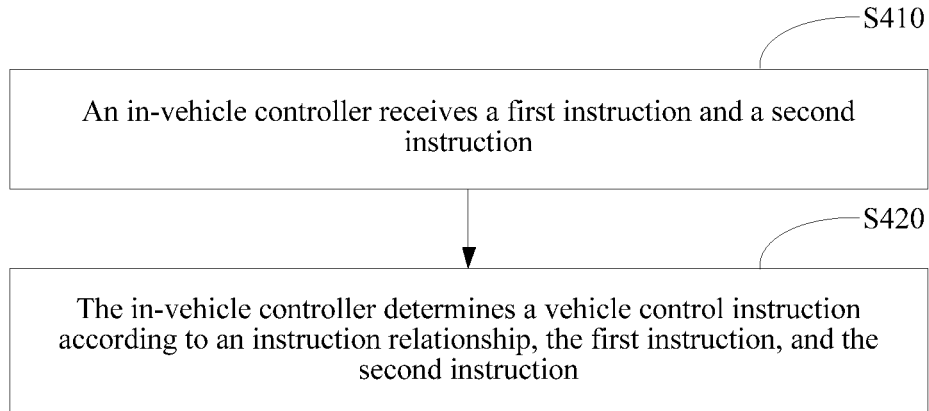 S410
An in-vehicle controller receives a first instruction and a second
instruction
S420
The in-vehicle controller determines a vehicle control instruction
according to an instruction relationship, the first instruction, and the
second instruction